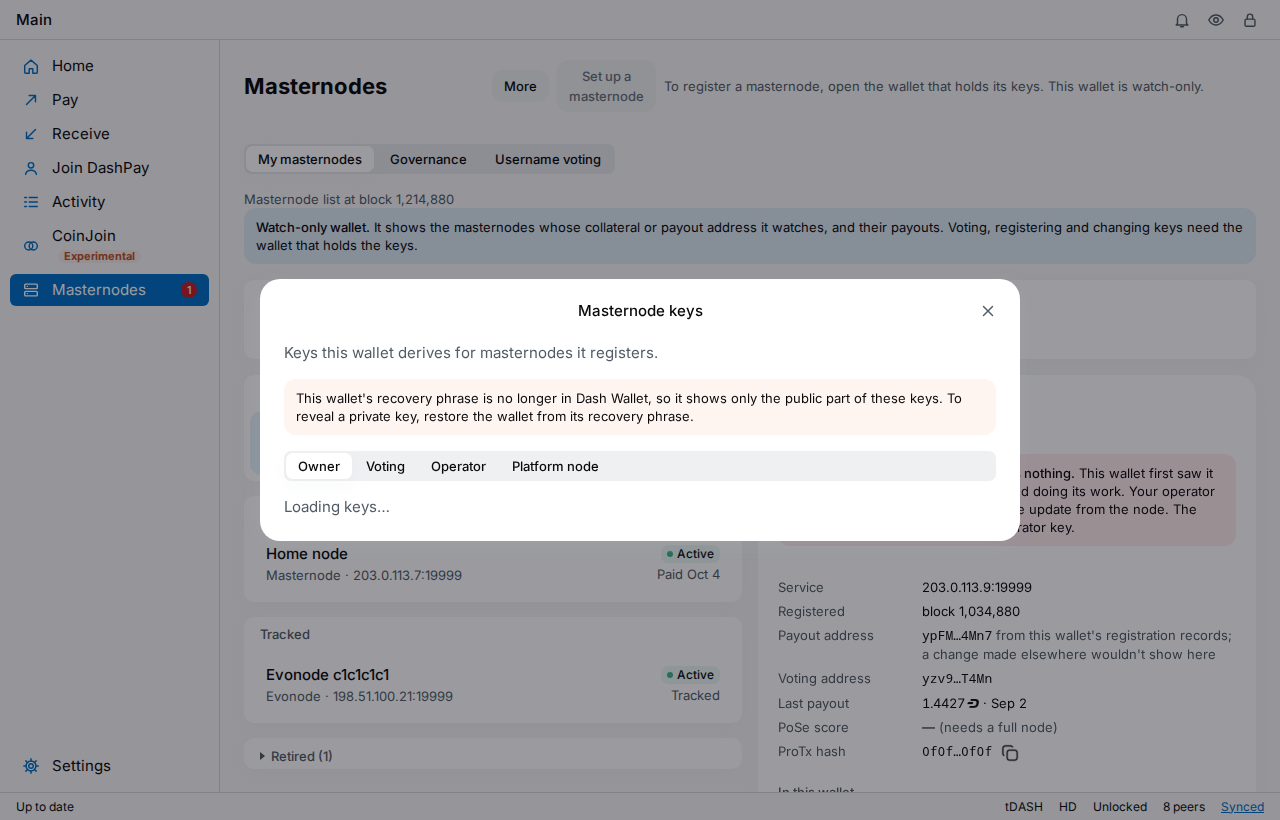 Main
Home
Pay
Receive
Join DashPay
Activity
CoinJoin
Experimental
Masternodes
1
Settings
Masternodes
More
Set up a
masternode
To register a masternode, open the wallet that holds its keys. This wallet is watch-only.
My masternodes
Governance
Username voting
Masternode list at block 1,214,880
Watch-only wallet. It shows the masternodes whose collateral or payout address it watches, and their payouts. Voting, registering and changing keys need the
wallet that holds the keys.
Masternode keys
Keys this wallet derives for masternodes it registers.
This wallet's recovery phrase is no longer in Dash Wallet, so it shows only the public part of these keys. To
reveal a private key, restore the wallet from its recovery phrase.
Owner
Voting
Operator
Platform node
Loading keys…
Home node
Active
Masternode · 203.0.113.7:19999
Paid Oct 4
Tracked
Evonode c1c1c1c1
Active
Evonode · 198.51.100.21:19999
Tracked
Retired (1)
nothing. This wallet first saw it
doing its work. Your operator
update from the node. The
key.
Service
203.0.113.9:19999
Registered
block 1,034,880
Payout address
ypFM…4Mn7 from this wallet's registration records;
a change made elsewhere wouldn't show here
Voting address
yzv9…T4Mn
Last payout
1.4427 · Sep 2
PoSe score
— (needs a full node)
ProTx hash
0f0f…0f0f
In this wallet
Up to date
tDASH
HD
Unlocked
8 peers
Synced